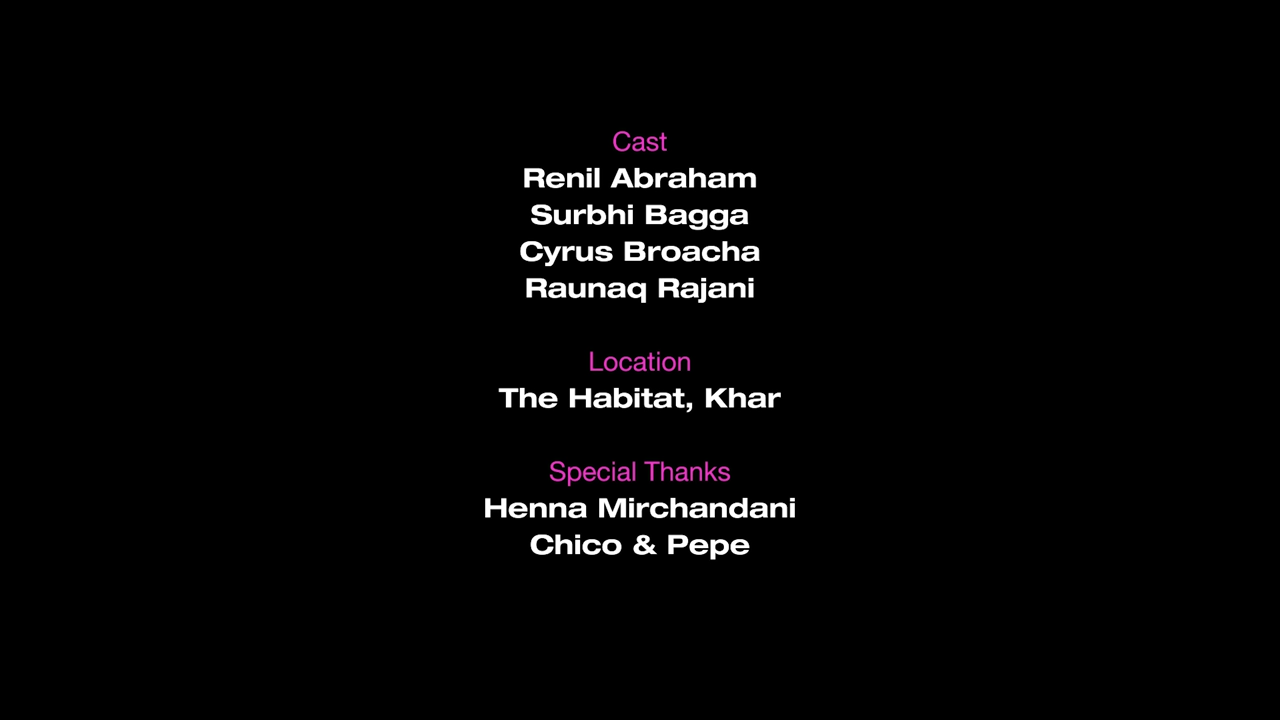 Cast
Renil Abraham
Surbhi Bagga
Cyrus Broacha
Raunaq Rajani
Location
The Habitat, Khar
Special Thanks
Henna Mirchandani
Chico & Pepe